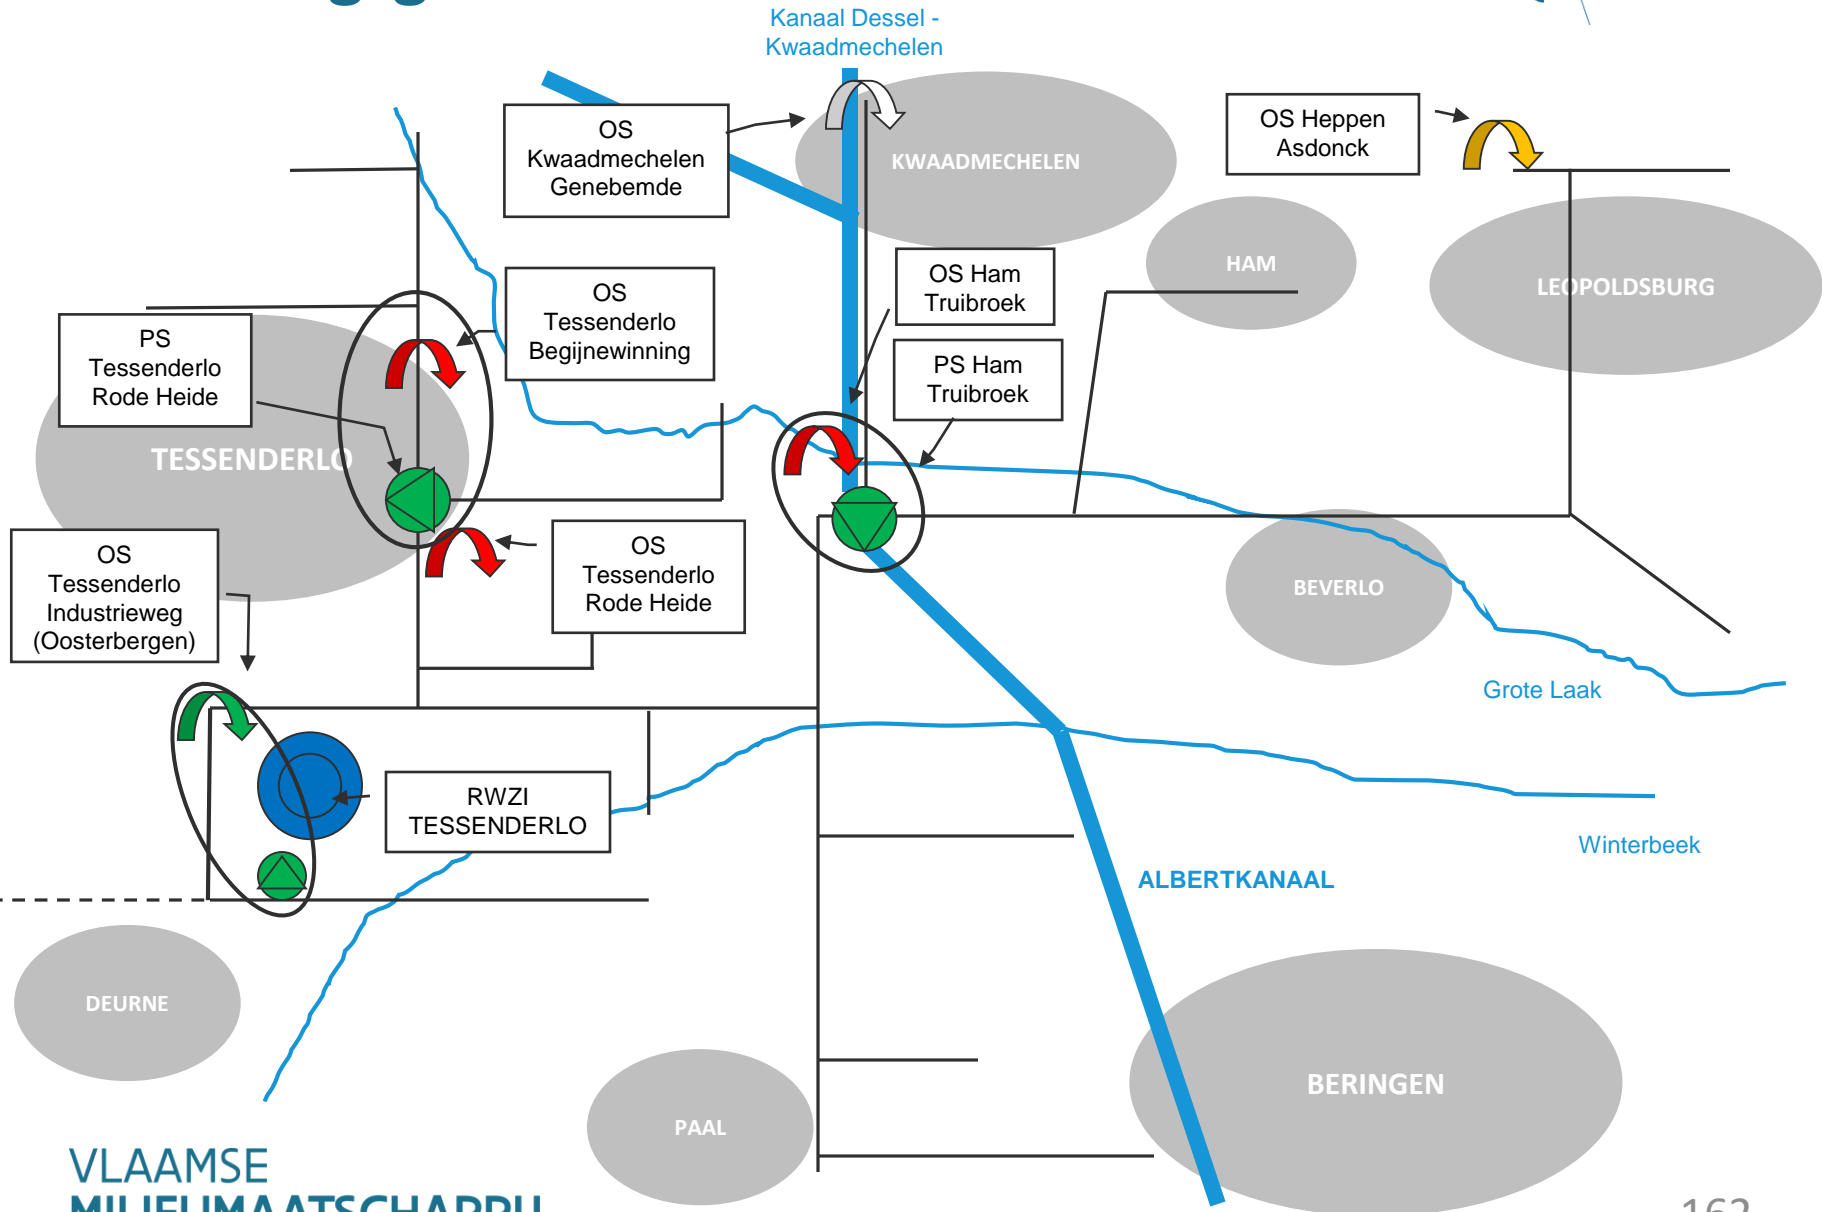 Kanaal Dessel -
Kwaadmechelen
OS
Kwaadmechelen
Genebemde
KWAADMECHELEN
OS Heppen
Asdonck
HAM
LEOPOLDSBURG
OS Ham
Truibroek
PS Ham
Truibroek
OS
Tessenderlo
Begijnewinning
PS
Tessenderlo
Rode Heide
TESSENDERLO
OS
Tessenderlo
Rode Heide
OS
Tessenderlo
Industrieweg
(Oosterbergen)
BEVERLO
Grote Laak
RWZI
TESSENDERLO
Winterbeek
ALBERTKANAAL
DEURNE
PAAL
BERINGEN
VLAAMSE
MILIEUMAATSCHAPPIJ
162